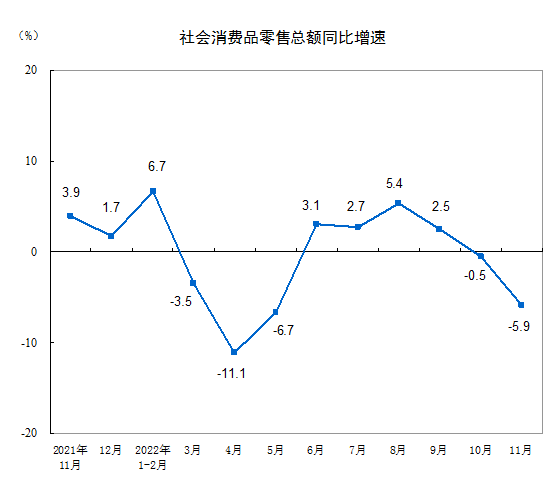 社会消费品零售总额同比增速
(%)
20
10
0
-10
-20
3.9
1.7
6.7
-3.5
-11.1
-6.7
3.1
2.7
5.4
2.5
-0.5
-5.9
2021年
11月
12月
2022年
1-2月
3月
4月
5月
6月
7月
8月
9月
10月
11月